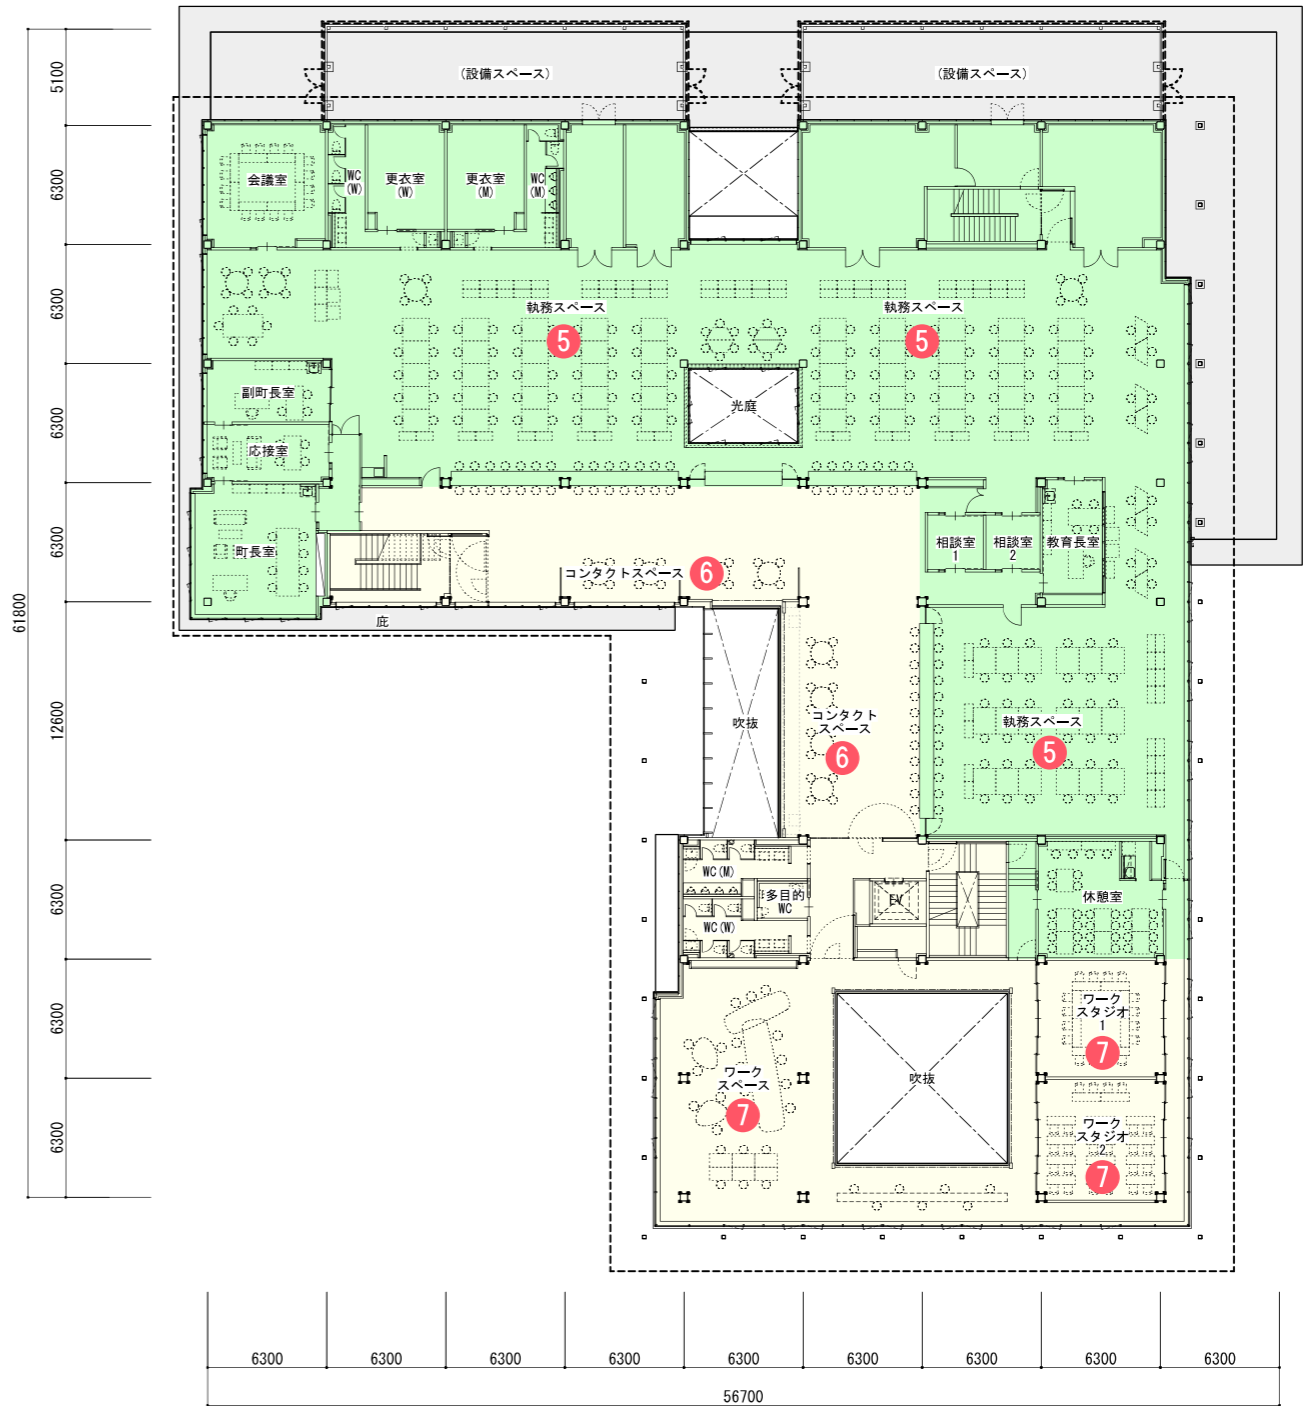 5100
(設備スペース)
(設備スペース)
6300
会議室
WC
(W)
更衣室
(W)
更衣室
(M)
WC
(M)
6300
執務スペース
5
執務スペース
5
6300
副町長室
光庭
応接室
6300
町長室
コンタクトスペース
6
相談室
1
相談室
2
教育長室
61800
庇
12600
吹抜
コンタクト
スペース
6
執務スペース
5
6300
WC(M)
多目的
WC
WC(W)
EV
休憩室
6300
ワーク
スタジオ
1
7
ワーク
スペース
7
吹抜
6300
ワーク
スタジオ
2
7
6300
6300
6300
6300
6300
6300
6300
6300
6300
56700